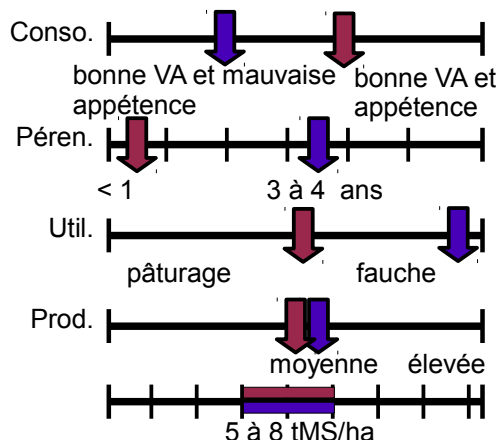 Conso.
bonne VA et mauvaise appétence
bonne VA et appétence
Péren.
< 1
3 à 4 ans
Util.
pâturage
fauche
Prod.
moyenne
élevée
5 à 8 tMS/ha